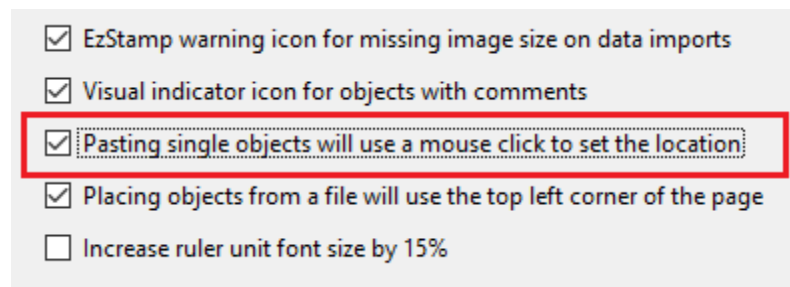 EzStamp warning icon for missing image size on data imports
Visual indicator icon for objects with comments
Pasting single objects will use a mouse click to set the location
Placing objects from a file will use the top left corner of the page
Increase ruler unit font size by 15%